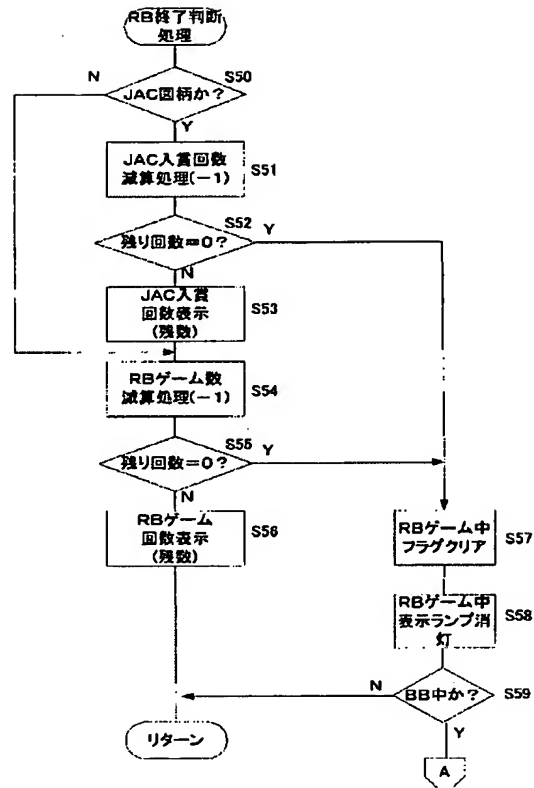 RB終了判断
処理
S50
N
JAC図柄か？
Y
JAC入賞回数
減算処理(－1)
S51
S52
Y
残り回数＝0？
N
JAC入賞
回数表示
(残数)
S53
RBゲーム数
減算処理(－1)
S54
S55
Y
残り回数＝0？
N
RBゲーム
回数表示
(残数)
S56
RBゲーム中
フラグクリア
S57
RBゲーム中
表示ランプ消
灯
S58
N
BB中か？
S59
Y
リターン
A